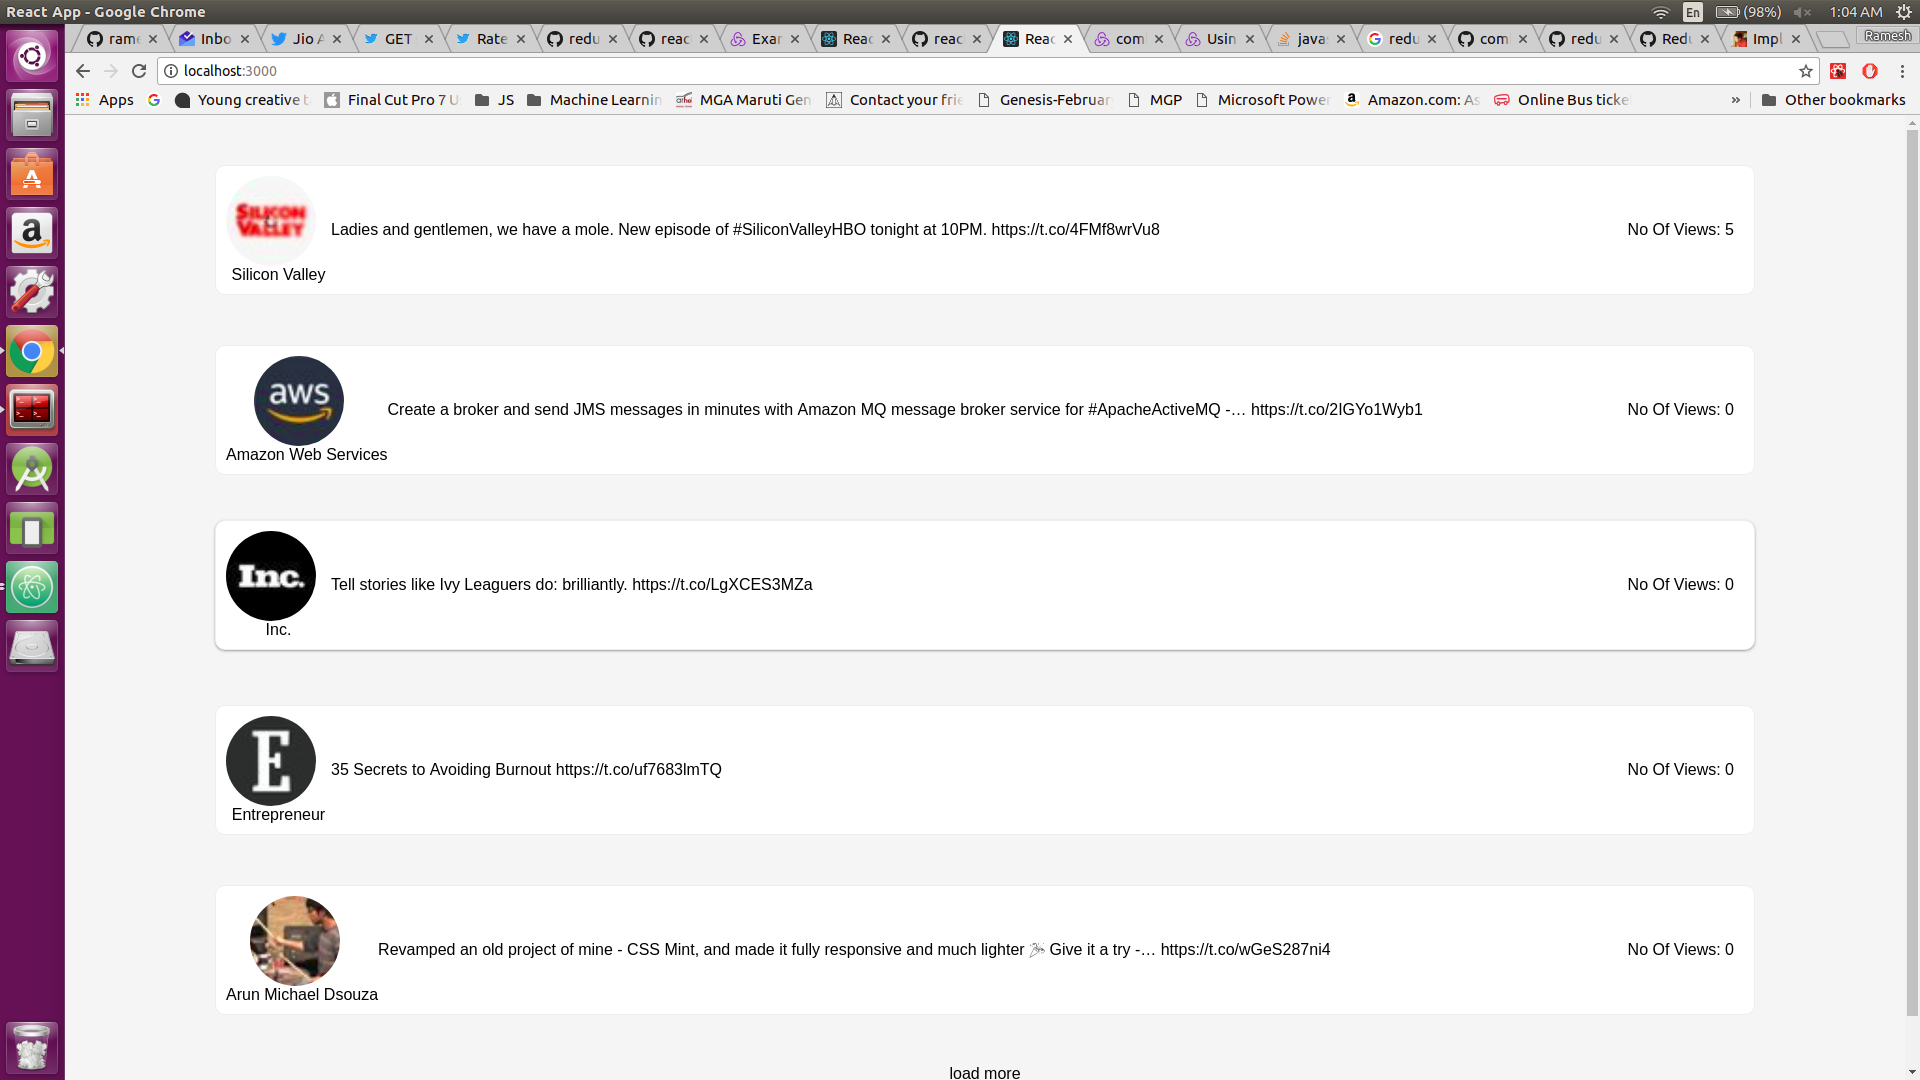 React App - Google Chrome
En (98%) 1:04 AM
rame Inbo Jio A GET Rate redu reac Exar Reac reac Reac com Usin javas redu com redu Redu Impl Ramesh
localhost:3000
Apps Young creative t Final Cut Pro 7 U JS Machine Learnin MGA Maruti Gen Contact your frie Genesis-Februar MGP Microsoft Power Amazon.com: As Online Bus ticke » Other bookmarks
SILICON VALLEY
Ladies and gentlemen, we have a mole. New episode of #SiliconValleyHBO tonight at 10PM. https://t.co/4FMf8wrVu8
No Of Views: 5
Silicon Valley
aws
Create a broker and send JMS messages in minutes with Amazon MQ message broker service for #ApacheActiveMQ -… https://t.co/2IGYo1Wyb1
No Of Views: 0
Amazon Web Services
Inc.
Tell stories like Ivy Leaguers do: brilliantly. https://t.co/LgXCES3MZa
No Of Views: 0
Inc.
E
35 Secrets to Avoiding Burnout https://t.co/uf7683lmTQ
No Of Views: 0
Entrepreneur
Revamped an old project of mine - CSS Mint, and made it fully responsive and much lighter 🎉 Give it a try -… https://t.co/wGeS287ni4
No Of Views: 0
Arun Michael Dsouza
load more